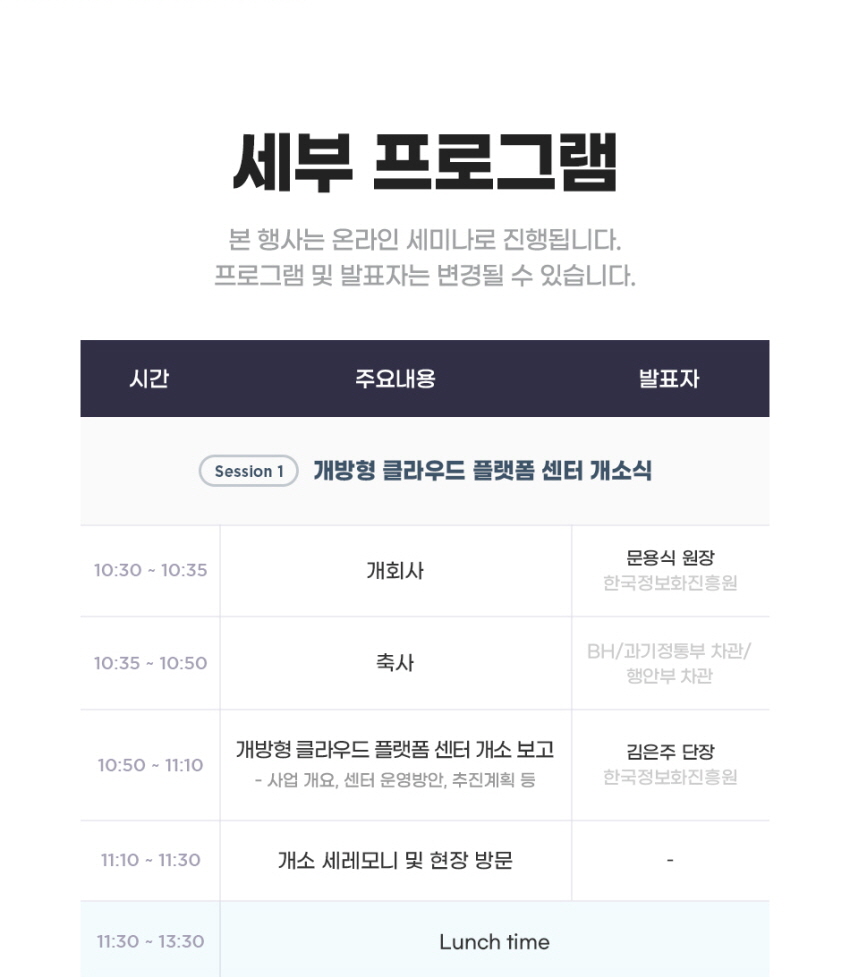 세부 프로그램
본 행사는 온라인 세미나로 진행됩니다.
프로그램 및 발표자는 변경될 수 있습니다.
시간 주요내용 발표자
Session 1 개방형 클라우드 플랫폼 센터 개소식
10:30 ~ 10:35 개회사 문용식 원장
한국정보화진흥원
10:35 ~ 10:50 축사 BH/과기정통부 차관/
행안부 차관
10:50 ~ 11:10 개방형 클라우드 플랫폼 센터 개소 보고 김은주 단장
- 사업 개요, 센터 운영방안, 추진계획 등 한국정보화진흥원
11:10 ~ 11:30 개소 세레모니 및 현장 방문 -
11:30 ~ 13:30 Lunch time